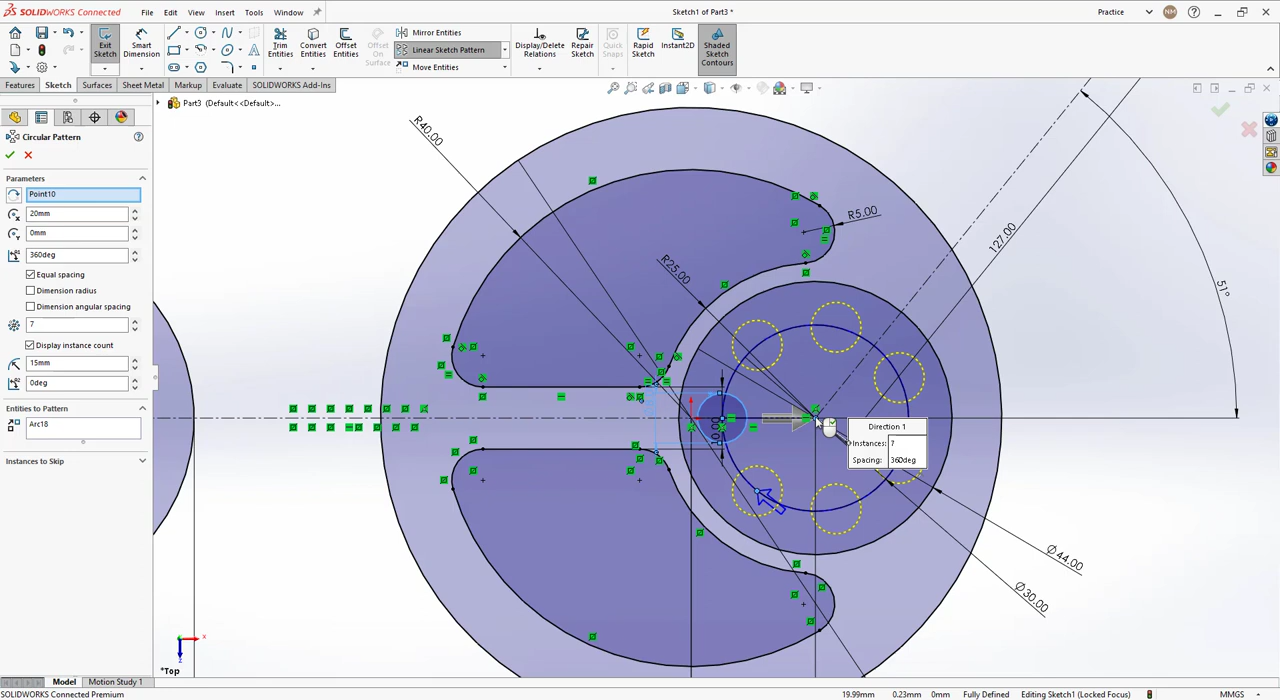 SOLIDWORKS Connected
File
Edit
View
Insert
Tools
Window
Sketch1 of Part3 *
Practice
NM
Exit Sketch
Smart Dimension
Trim Entities
Convert Entities
Offset Entities
Offset On Surface
Mirror Entities
Linear Sketch Pattern
Move Entities
Display/Delete Relations
Repair Sketch
Quick Snaps
Rapid Sketch
Instant2D
Shaded Sketch Contours
Features
Sketch
Surfaces
Sheet Metal
Markup
Evaluate
SOLIDWORKS Add-Ins
Part3 (Default<<Default>...
Circular Pattern
Parameters
Point10
20mm
0mm
360deg
Equal spacing
Dimension radius
Dimension angular spacing
7
Display instance count
15mm
0deg
Entities to Pattern
Arc18
Instances to Skip
R40.00
R5.00
R25.00
127.00
51°
10.00
Direction 1
Instances: 7
Spacing: 360deg
Ø44.00
Ø30.00
x
z
*Top
Model
Motion Study 1
SOLIDWORKS Connected Premium
19.99mm
0.23mm
0mm
Fully Defined
Editing Sketch1 (Locked Focus)
MMGS